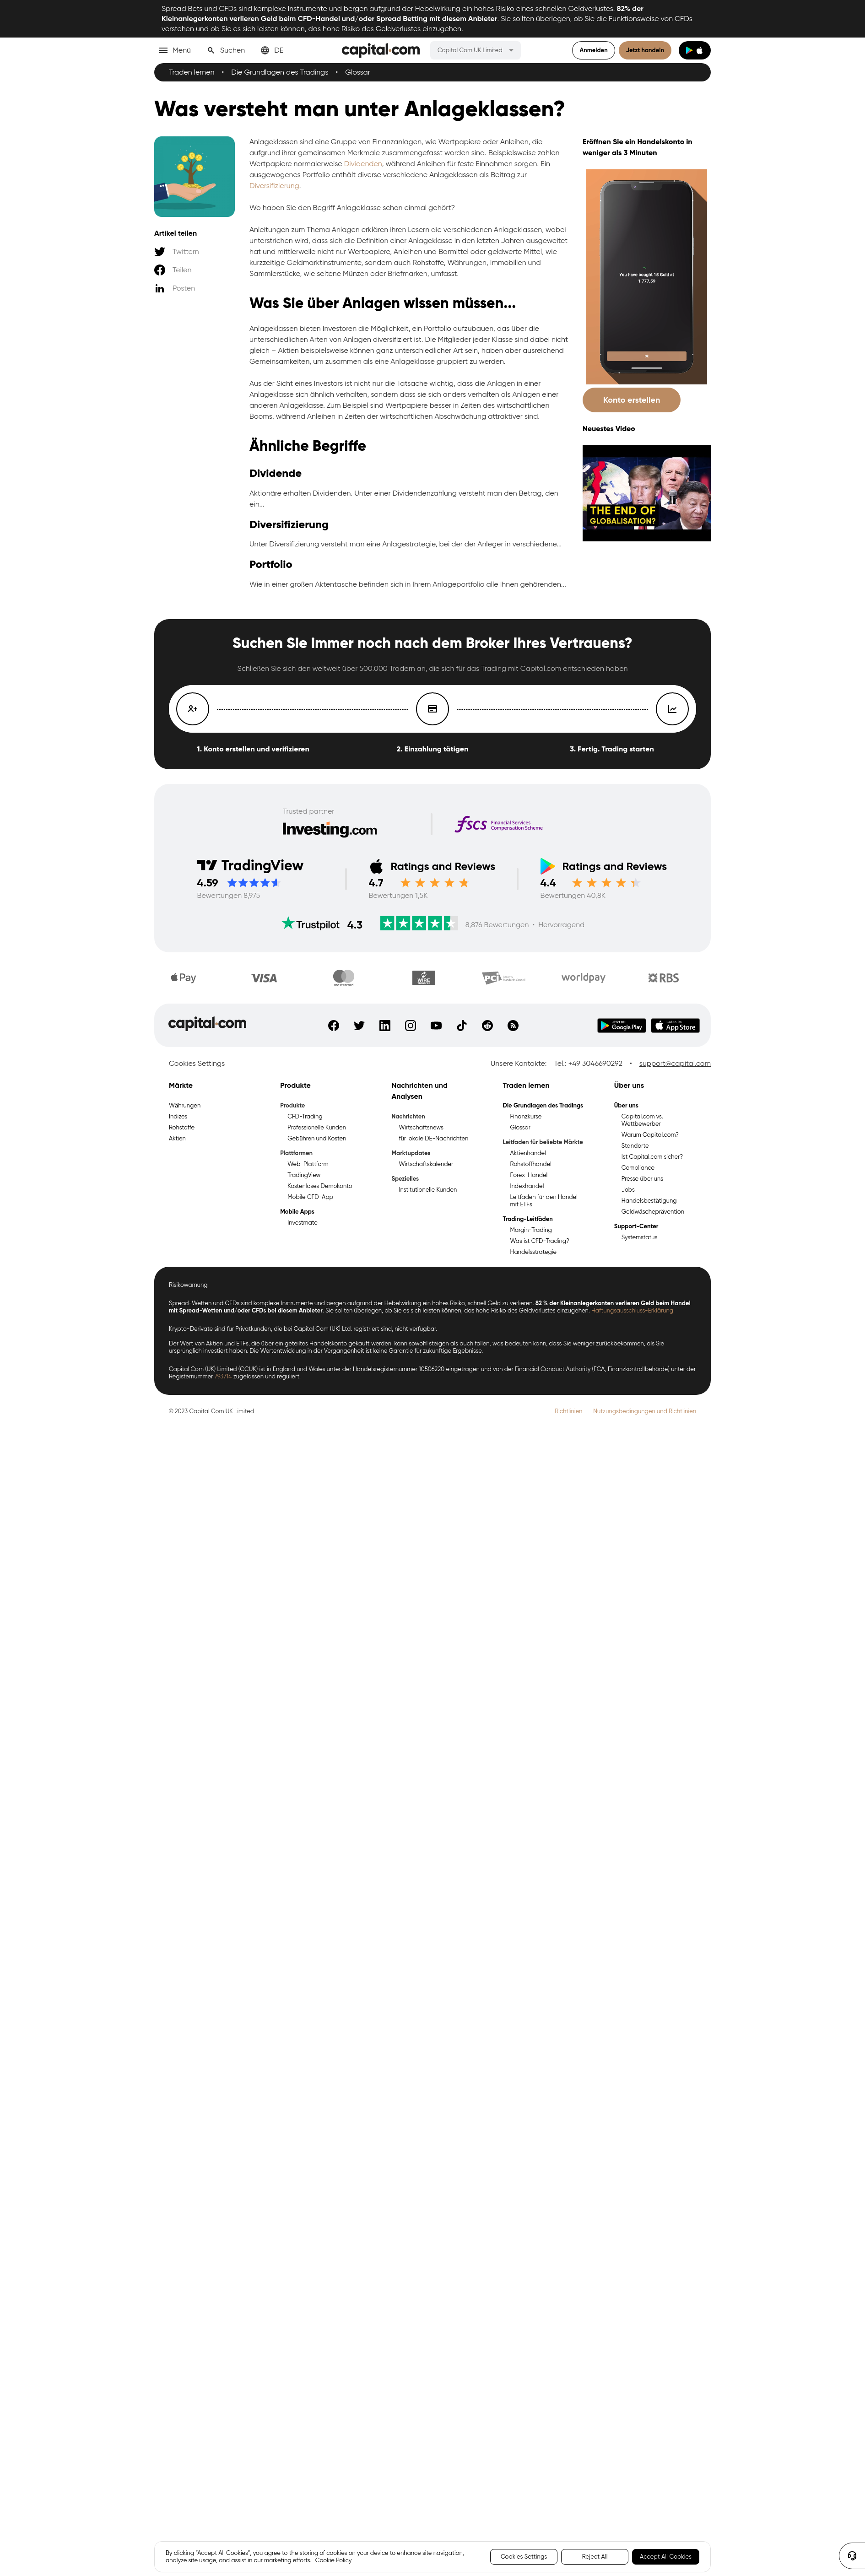 Spread Bets und CFDs sind komplexe Instrumente und bergen aufgrund der Hebelwirkung ein hohes Risiko eines schnellen Geldverlustes. 82% der
Kleinanlegerkonten verlieren Geld beim CFD-Handel und/oder Spread Betting mit diesem Anbieter. Sie sollten überlegen, ob Sie die Funktionsweise von CFDs
verstehen und ob Sie es sich leisten können, das hohe Risiko des Geldverlustes einzugehen.
Menü
Suchen
DE
capital.com
Capital Com UK Limited
Anmelden
Jetzt handeln
Traden lernen • Die Grundlagen des Tradings • Glossar
Was versteht man unter Anlageklassen?
Artikel teilen
Twittern
Teilen
Posten
Anlageklassen sind eine Gruppe von Finanzanlagen, wie Wertpapiere oder Anleihen, die
aufgrund ihrer gemeinsamen Merkmale zusammengefasst worden sind. Beispielsweise zahlen
Wertpapiere normalerweise Dividenden, während Anleihen für feste Einnahmen sorgen. Ein
ausgewogenes Portfolio enthält diverse verschiedene Anlageklassen als Beitrag zur
Diversifizierung.
Wo haben Sie den Begriff Anlageklasse schon einmal gehört?
Anleitungen zum Thema Anlagen erklären ihren Lesern die verschiedenen Anlageklassen, wobei
unterstrichen wird, dass sich die Definition einer Anlageklasse in den letzten Jahren ausgeweitet
hat und mittlerweile nicht nur Wertpapiere, Anleihen und Barmittel oder geldwerte Mittel, wie
kurzzeitige Geldmarktinstrumente, sondern auch Rohstoffe, Währungen, Immobilien und
Sammlerstücke, wie seltene Münzen oder Briefmarken, umfasst.
Was Sie über Anlagen wissen müssen...
Anlageklassen bieten Investoren die Möglichkeit, ein Portfolio aufzubauen, das über die
unterschiedlichen Arten von Anlagen diversifiziert ist. Die Mitglieder jeder Klasse sind dabei nicht
gleich – Aktien beispielsweise können ganz unterschiedlicher Art sein, haben aber ausreichend
Gemeinsamkeiten, um zusammen als eine Anlageklasse gruppiert zu werden.
Aus der Sicht eines Investors ist nicht nur die Tatsache wichtig, dass die Anlagen in einer
Anlageklasse sich ähnlich verhalten, sondern dass sie sich anders verhalten als Anlagen einer
anderen Anlageklasse. Zum Beispiel sind Wertpapiere besser in Zeiten des wirtschaftlichen
Booms, während Anleihen in Zeiten der wirtschaftlichen Abschwächung attraktiver sind.
Ähnliche Begriffe
Dividende
Aktionäre erhalten Dividenden. Unter einer Dividendenzahlung versteht man den Betrag, den
ein...
Diversifizierung
Unter Diversifizierung versteht man eine Anlagestrategie, bei der der Anleger in verschiedene...
Portfolio
Wie in einer großen Aktentasche befinden sich in Ihrem Anlageportfolio alle Ihnen gehörenden...
Eröffnen Sie ein Handelskonto in
weniger als 3 Minuten
You have bought 15 Gold at
1 777,59
Konto erstellen
Neuestes Video
THE END OF
GLOBALISATION?
Suchen Sie immer noch nach dem Broker Ihres Vertrauens?
Schließen Sie sich den weltweit über 500.000 Tradern an, die sich für das Trading mit Capital.com entschieden haben
1. Konto erstellen und verifizieren
2. Einzahlung tätigen
3. Fertig. Trading starten
Trusted partner
Investing.com
fscs Financial Services
Compensation Scheme
TradingView
4.59
Bewertungen 8,975
Ratings and Reviews
4.7
Bewertungen 1,5K
Ratings and Reviews
4.4
Bewertungen 40,8K
Trustpilot 4.3
8,876 Bewertungen • Hervorragend
Pay
VISA
mastercard
WIRE
PCI
worldpay
RBS
capital.com
JETZT BEI
Google Play
Laden im
App Store
Cookies Settings
Unsere Kontakte: Tel.: +49 3046690292 • support@capital.com
Märkte
Währungen
Indizes
Rohstoffe
Aktien
Produkte
Produkte
CFD-Trading
Professionelle Kunden
Gebühren und Kosten
Plattformen
Web-Plattform
TradingView
Kostenloses Demokonto
Mobile CFD-App
Mobile Apps
Investmate
Nachrichten und
Analysen
Nachrichten
Wirtschaftsnews
für lokale DE-Nachrichten
Marktupdates
Wirtschaftskalender
Spezielles
Institutionelle Kunden
Traden lernen
Die Grundlagen des Tradings
Finanzkurse
Glossar
Leitfaden für beliebte Märkte
Aktienhandel
Rohstoffhandel
Forex-Handel
Indexhandel
Leitfaden für den Handel
mit ETFs
Trading-Leitfäden
Margin-Trading
Was ist CFD-Trading?
Handelsstrategie
Über uns
Über uns
Capital.com vs.
Wettbewerber
Warum Capital.com?
Standorte
Ist Capital.com sicher?
Compliance
Presse über uns
Jobs
Handelsbestätigung
Geldwäscheprävention
Support-Center
Systemstatus
Risikowarnung
Spread-Wetten und CFDs sind komplexe Instrumente und bergen aufgrund der Hebelwirkung ein hohes Risiko, schnell Geld zu verlieren. 82 % der Kleinanlegerkonten verlieren Geld beim Handel
mit Spread-Wetten und/oder CFDs bei diesem Anbieter. Sie sollten überlegen, ob Sie es sich leisten können, das hohe Risiko des Geldverlustes einzugehen. Haftungsausschluss-Erklärung
Krypto-Derivate sind für Privatkunden, die bei Capital Com (UK) Ltd. registriert sind, nicht verfügbar.
Der Wert von Aktien und ETFs, die über ein geteiltes Handelskonto gekauft werden, kann sowohl steigen als auch fallen, was bedeuten kann, dass Sie weniger zurückbekommen, als Sie
ursprünglich investiert haben. Die Wertentwicklung in der Vergangenheit ist keine Garantie für zukünftige Ergebnisse.
Capital Com (UK) Limited (CCUK) ist in England und Wales unter der Handelsregisternummer 10506220 eingetragen und von der Financial Conduct Authority (FCA, Finanzkontrollbehörde) unter der
Registernummer 793714 zugelassen und reguliert.
© 2023 Capital Com UK Limited
Richtlinien
Nutzungsbedingungen und Richtlinien
By clicking "Accept All Cookies", you agree to the storing of cookies on your device to enhance site navigation,
analyze site usage, and assist in our marketing efforts. Cookie Policy
Cookies Settings
Reject All
Accept All Cookies